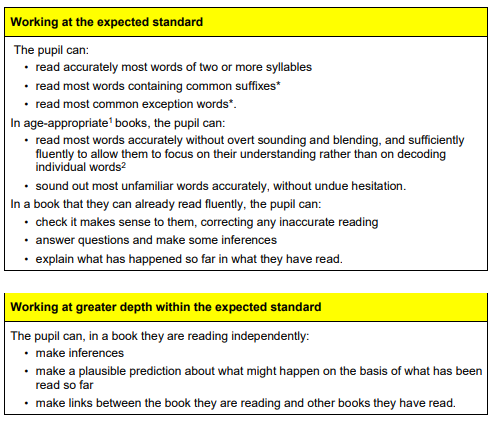 Working at the expected standard
The pupil can:
• read accurately most words of two or more syllables
• read most words containing common suffixes*
• read most common exception words*.
In age-appropriate¹ books, the pupil can:
• read most words accurately without overt sounding and blending, and sufficiently
fluently to allow them to focus on their understanding rather than on decoding
individual words²
• sound out most unfamiliar words accurately, without undue hesitation.
In a book that they can already read fluently, the pupil can:
• check it makes sense to them, correcting any inaccurate reading
• answer questions and make some inferences
• explain what has happened so far in what they have read.
Working at greater depth within the expected standard
The pupil can, in a book they are reading independently:
• make inferences
• make a plausible prediction about what might happen on the basis of what has been
read so far
• make links between the book they are reading and other books they have read.